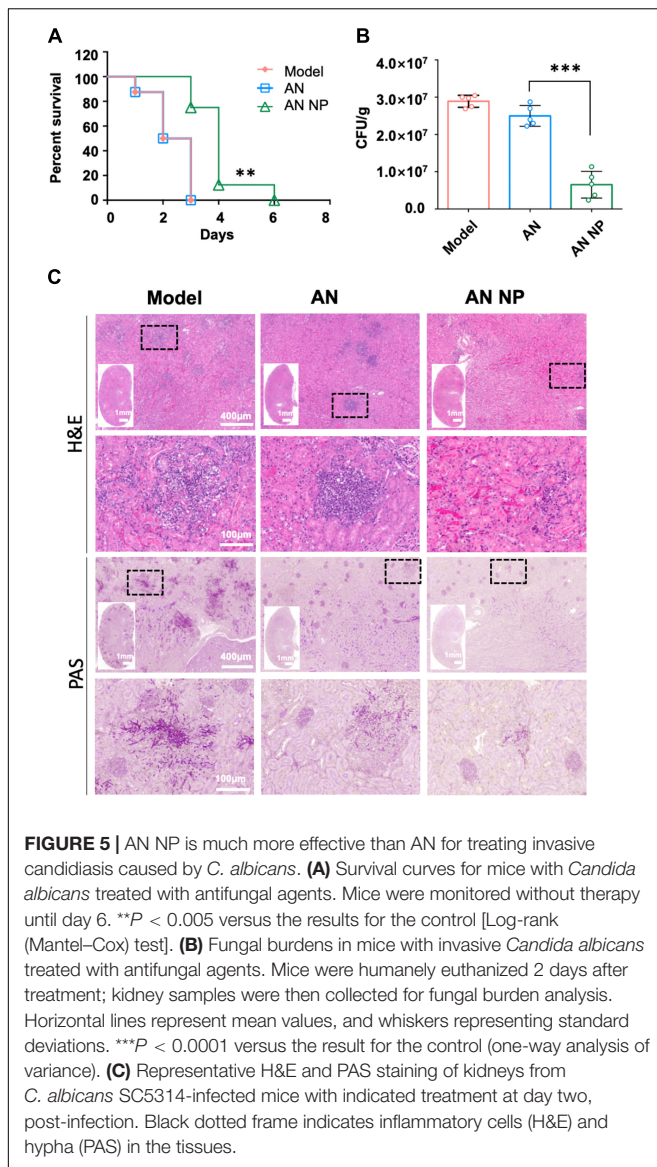 A
Percent survival
120
100
80
60
40
20
0
0 2 4 6 8
Days
Model
AN
AN NP
**
B
CFU/g
4.0×10⁷
3.0×10⁷
2.0×10⁷
1.0×10⁷
0.0
***
Model
AN
AN NP
C
Model AN AN NP
H&E
1mm
400μm
1mm
1mm
100μm
PAS
1mm
400μm
1mm
1mm
100μm
FIGURE 5 | AN NP is much more effective than AN for treating invasive
candidiasis caused by C. albicans. (A) Survival curves for mice with Candida
albicans treated with antifungal agents. Mice were monitored without therapy
until day 6. **P < 0.005 versus the results for the control [Log-rank
(Mantel–Cox) test]. (B) Fungal burdens in mice with invasive Candida albicans
treated with antifungal agents. Mice were humanely euthanized 2 days after
treatment; kidney samples were then collected for fungal burden analysis.
Horizontal lines represent mean values, and whiskers representing standard
deviations. ***P < 0.0001 versus the result for the control (one-way analysis of
variance). (C) Representative H&E and PAS staining of kidneys from
C. albicans SC5314-infected mice with indicated treatment at day two,
post-infection. Black dotted frame indicates inflammatory cells (H&E) and
hypha (PAS) in the tissues.